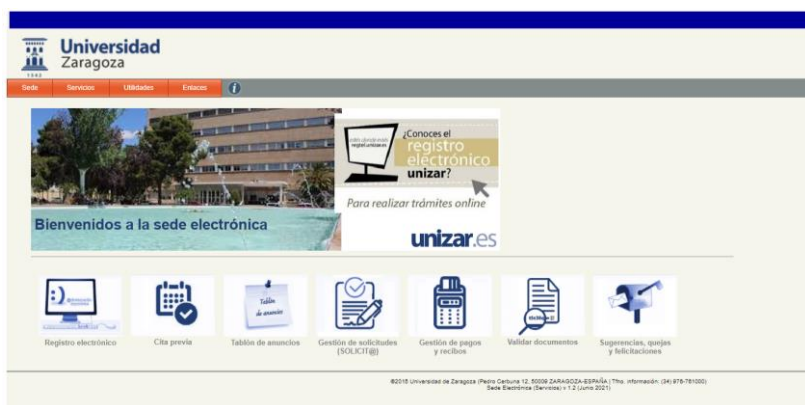 Universidad
Zaragoza
1542
Sede Servicios Utilidades Enlaces i
¿Conoces el
registro
electrónico
unizar?
Para realizar trámites online
Bienvenidos a la sede electrónica
unizar.es
Tablón
de anuncios
Registro electrónico
Cita previa
Tablón de anuncios
Gestión de solicitudes
(SOLICIT@)
Gestión de pagos
y recibos
Validar documentos
Sugerencias, quejas
y felicitaciones
©2015 Universidad de Zaragoza (Pedro Cerbuna 12, 50009 ZARAGOZA-ESPAÑA | Tfno. información: (34) 976-761000)
Sede Electrónica (Servicios) v 1.2 (Junio 2021)